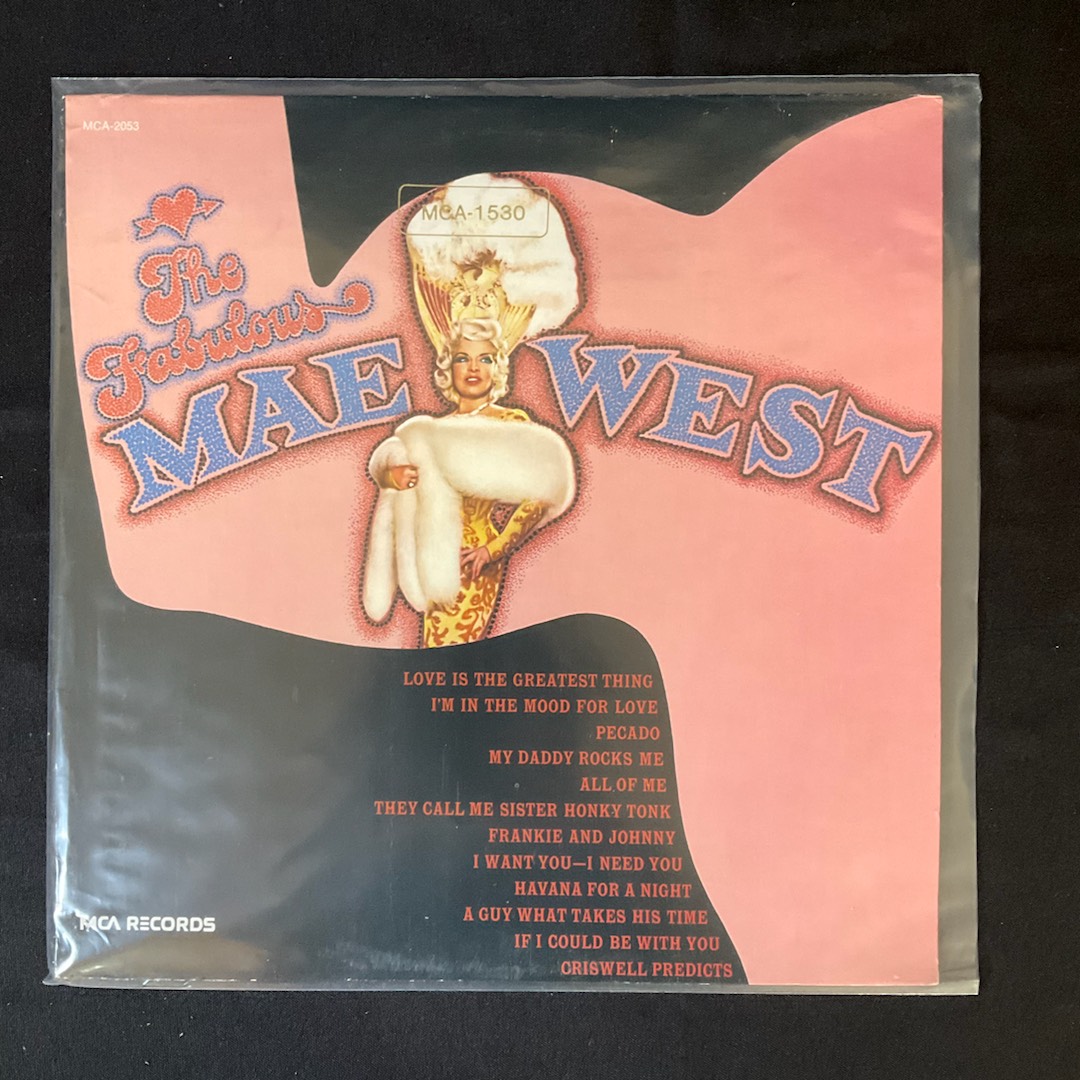 MCA-2053
MCA-1530
The
Fabulous
MAE WEST
LOVE IS THE GREATEST THING
I'M IN THE MOOD FOR LOVE
PECADO
MY DADDY ROCKS ME
ALL OF ME
THEY CALL ME SISTER HONKY TONK
FRANKIE AND JOHNNY
I WANT YOU—I NEED YOU
HAVANA FOR A NIGHT
A GUY WHAT TAKES HIS TIME
IF I COULD BE WITH YOU
CRISWELL PREDICTS
MCA RECORDS